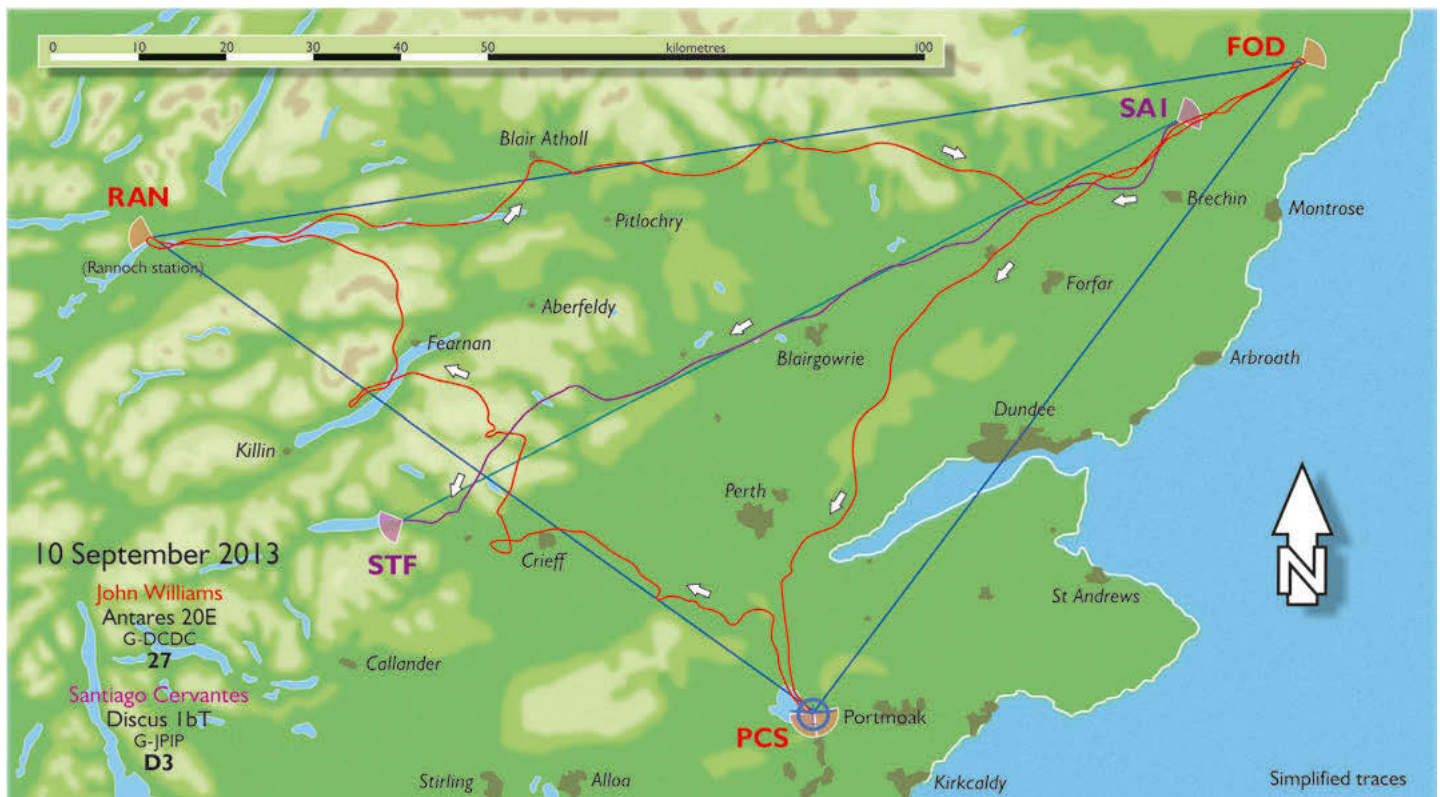 0 10 20 30 40 50 kilometres 100
FOD
SA1
Blair Atholl
RAN
Brechin
Montrose
Pitlochry
(Rannoch station)
Forfar
Aberfeldy
Fearnan
Blairgowrie
Arbroath
Dundee
Killin
Perth
10 September 2013
STF
Crieff
N
St Andrews
John Williams
Antares 20E
G-DCDC
27
Callander
Santiago Cervantes
Discus 1bT
G-JPIP
D3
PCS
Portmoak
Stirling
Alloa
Kirkcaldy
Simplified traces